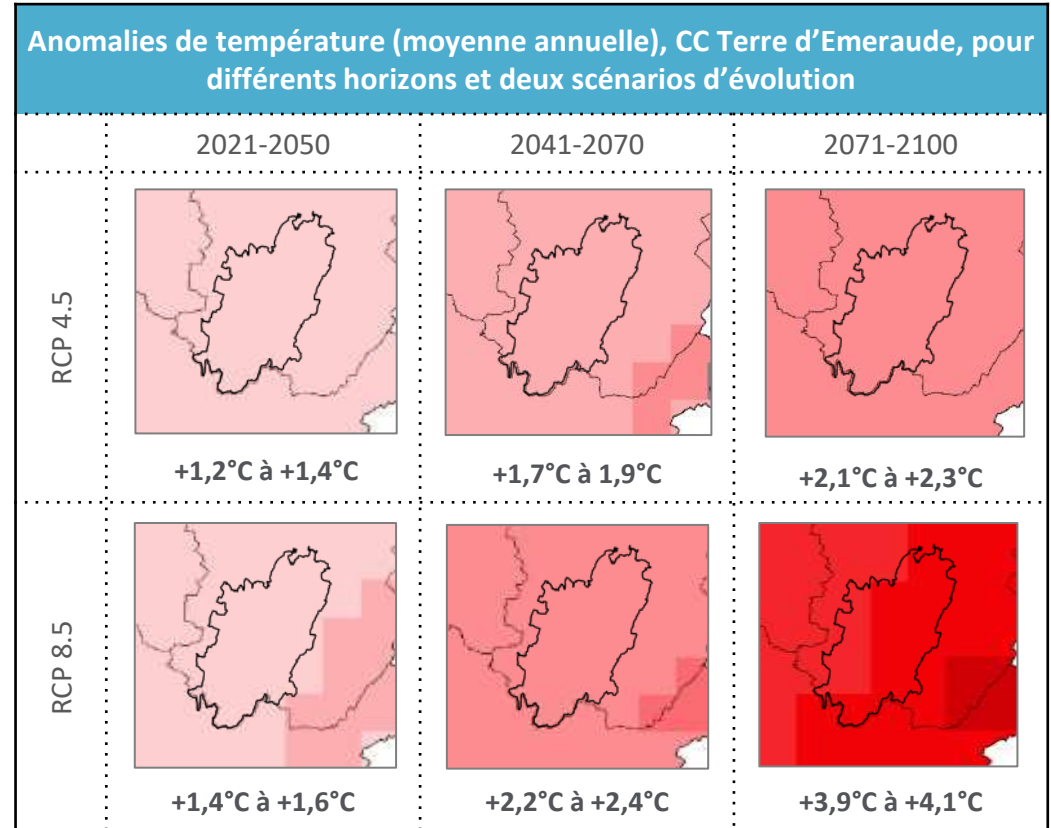 Anomalies de température (moyenne annuelle), CC Terre d’Emeraude, pour
différents horizons et deux scénarios d’évolution
2021-2050
2041-2070
2071-2100
RCP 4.5
+1,2°C à +1,4°C
+1,7°C à 1,9°C
+2,1°C à +2,3°C
RCP 8.5
+1,4°C à +1,6°C
+2,2°C à +2,4°C
+3,9°C à +4,1°C